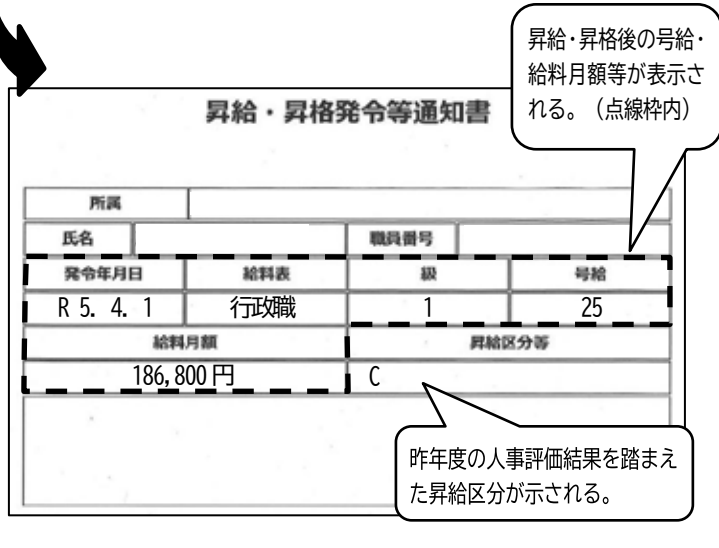 昇給・昇格後の号給・
給料月額等が表示さ
れる。（点線枠内）
昇給・昇格発令等通知書
所属
氏名 職員番号
発令年月日 給料表 級 号給
R 5. 4. 1 行政職 1 25
給料月額 昇給区分等
186,800円 C
昨年度の人事評価結果を踏まえ
た昇給区分が示される。